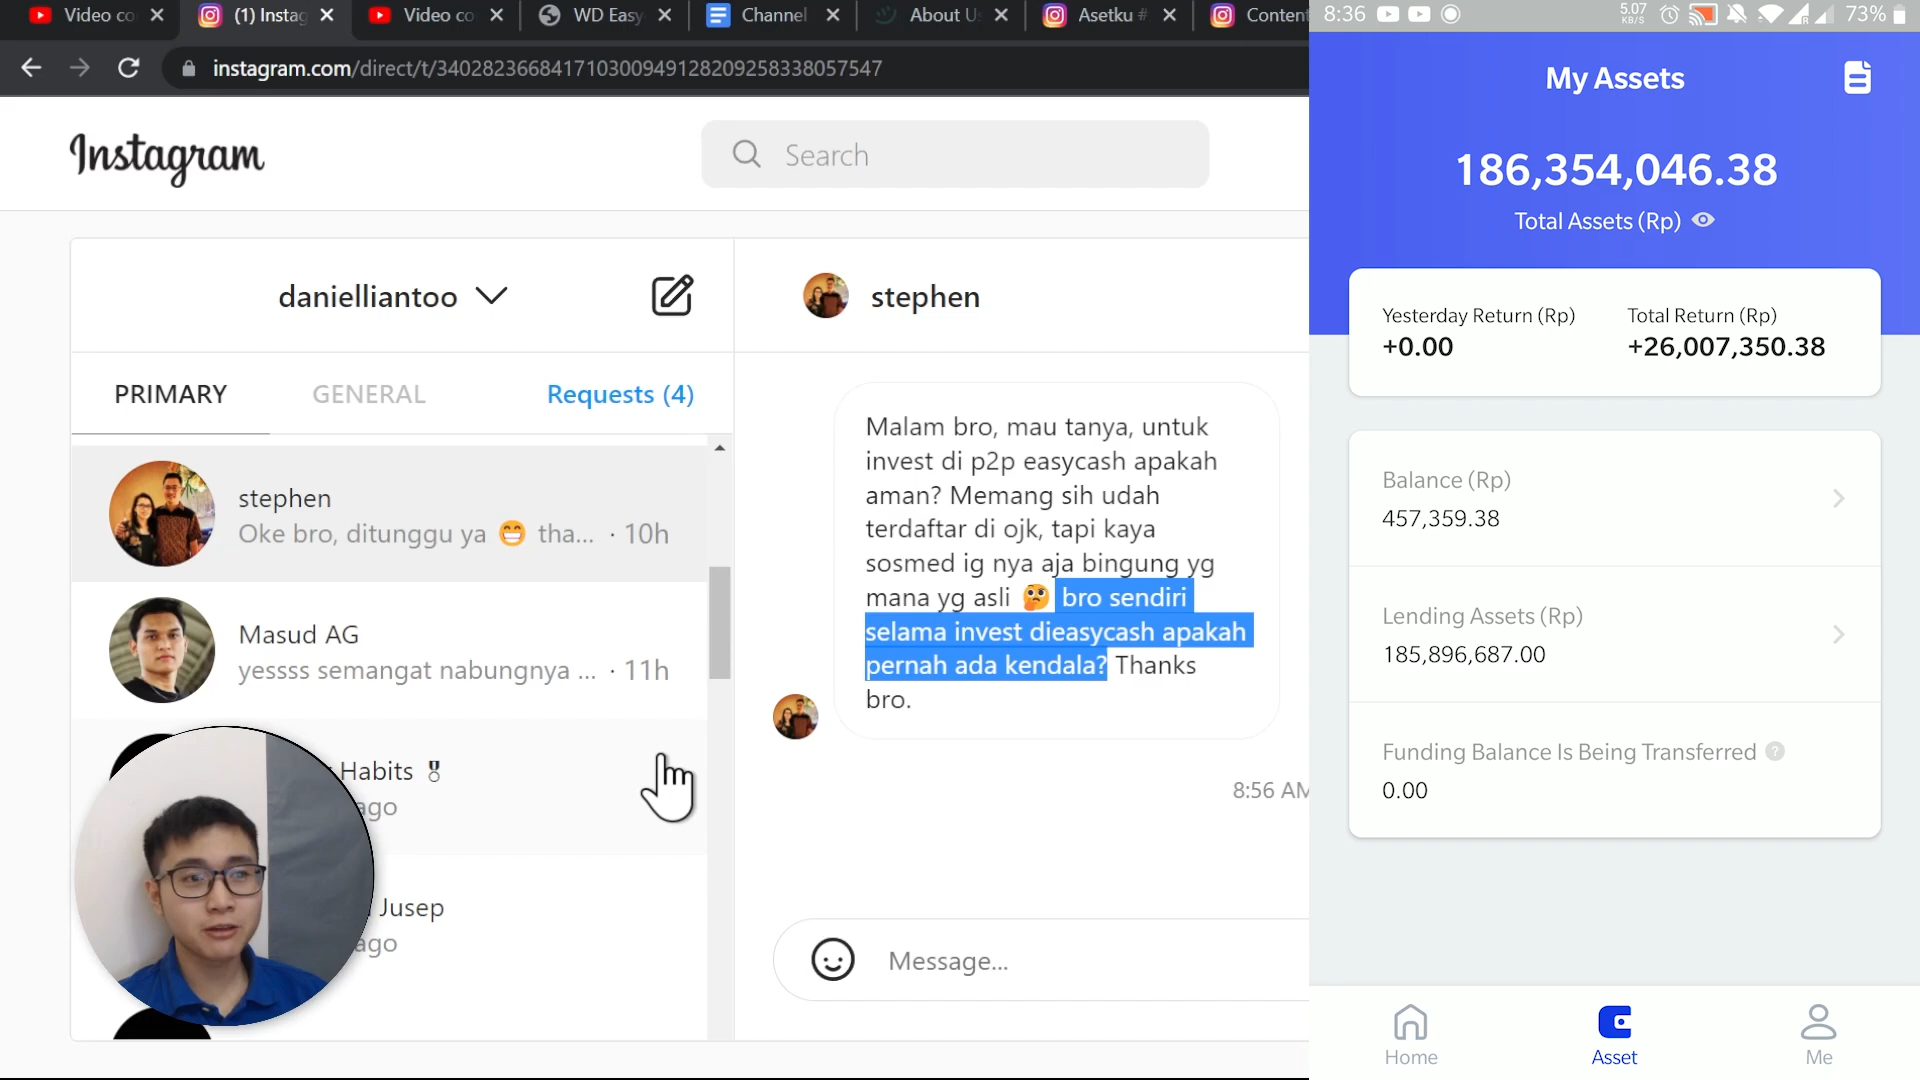 Video co
(1) Instag
Video co
WD Easy
Channel
About U
Asetku #
Content
instagram.com/direct/t/340282366841710300949128209258338057547
Instagram
Search
danielliantoo
PRIMARY
GENERAL
Requests (4)
stephen
Oke bro, ditunggu ya 😁 tha... · 10h
Masud AG
yessss semangat nabungnya ... · 11h
Habits
ago
Jusep
ago
stephen
Malam bro, mau tanya, untuk
invest di p2p easycash apakah
aman? Memang sih udah
terdaftar di ojk, tapi kaya
sosmed ig nya aja bingung yg
mana yg asli 🤔 bro sendiri
selama invest dieasycash apakah
pernah ada kendala? Thanks
bro.
8:56 AM
Message...
8:36
5.07
KB/S
73%
My Assets
186,354,046.38
Total Assets (Rp)
Yesterday Return (Rp)
+0.00
Total Return (Rp)
+26,007,350.38
Balance (Rp)
457,359.38
Lending Assets (Rp)
185,896,687.00
Funding Balance Is Being Transferred ?
0.00
Home
Asset
Me